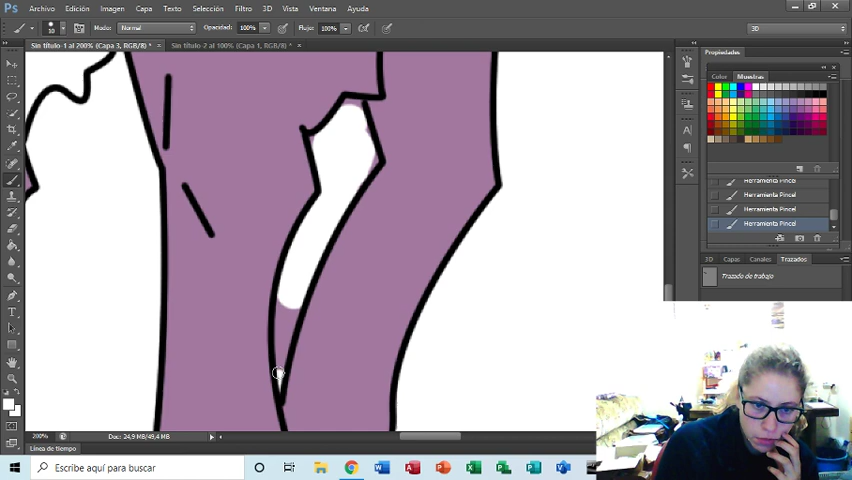 Ps Archivo Edición Imagen Capa Texto Selección Filtro 3D Vista Ventana Ayuda
10 Modo: Normal Opacidad: 100% Flujo: 100% 3D
Sin título-1 al 200% (Capa 3, RGB/8) * × Sin título-2 al 100% (Capa 1, RGB/8) * ×
Propiedades
Color Muestras
Herramienta Pincel
Herramienta Pincel
Herramienta Pincel
Herramienta Pincel
3D Capas Canales Trazados
Trazado de trabajo
200% Doc: 24,9 MB/49,4 MB
Línea de tiempo
Escribe aquí para buscar